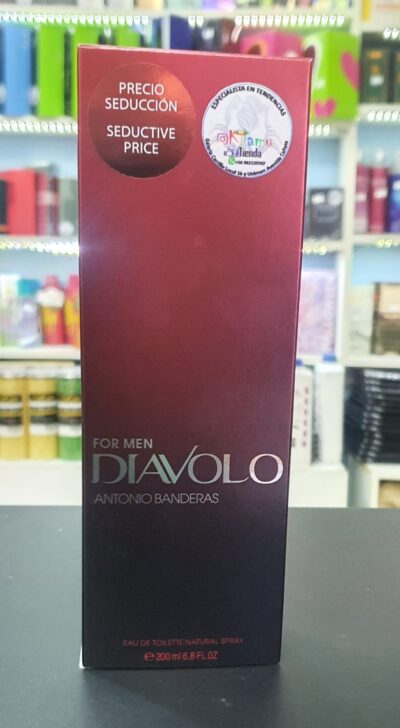 PRECIO
SEDUCCIÓN
SEDUCTIVE
PRICE
ESPECIALISTA EN TENDENCIAS
Tienda
FOR MEN
DIAVOLO
ANTONIO BANDERAS
EAU DE TOILETTE NATURAL SPRAY
℮ 200 ml 6.8 FL.OZ